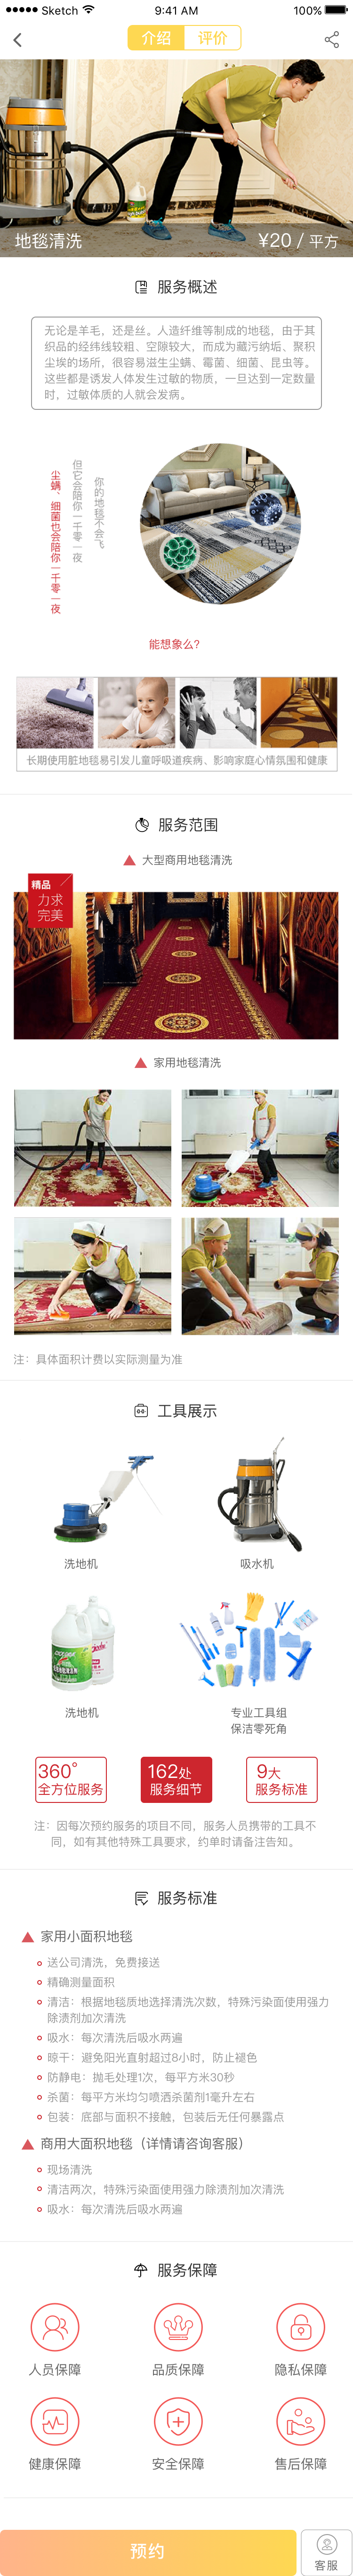 Sketch
9:41 AM
100%
介绍
评价
地毯清洗
¥20 / 平方
服务概述
无论是羊毛，还是丝。人造纤维等制成的地毯，由于其
织品的经纬线较粗、空隙较大，而成为藏污纳垢、聚积
尘埃的场所，很容易滋生尘螨、霉菌、细菌、昆虫等。
这些都是诱发人体发生过敏的物质，一旦达到一定数量
时，过敏体质的人就会发病。
你的地毯不会飞
但它会陪你一千零一夜
尘螨、细菌也会陪你一千零一夜
能想象么?
长期使用脏地毯易引发儿童呼吸道疾病、影响家庭心情氛围和健康
服务范围
大型商用地毯清洗
精品
力求
完美
家用地毯清洗
注：具体面积计费以实际测量为准
工具展示
洗地机
吸水机
洗地机
专业工具组
保洁零死角
360°
全方位服务
162处
服务细节
9大
服务标准
注：因每次预约服务的项目不同，服务人员携带的工具不
同，如有其他特殊工具要求，约单时请备注告知。
服务标准
家用小面积地毯
送公司清洗，免费接送
精确测量面积
清洁：根据地毯质地选择清洗次数，特殊污染面使用强力
除渍剂加次清洗
吸水：每次清洗后吸水两遍
晾干：避免阳光直射超过8小时，防止褪色
防静电：抛毛处理1次，每平方米30秒
杀菌：每平方米均匀喷洒杀菌剂1毫升左右
包装：底部与面积不接触，包装后无任何暴露点
商用大面积地毯（详情请咨询客服）
现场清洗
清洁两次，特殊污染面使用强力除渍剂加次清洗
吸水：每次清洗后吸水两遍
服务保障
人员保障
品质保障
隐私保障
健康保障
安全保障
售后保障
预约
客服